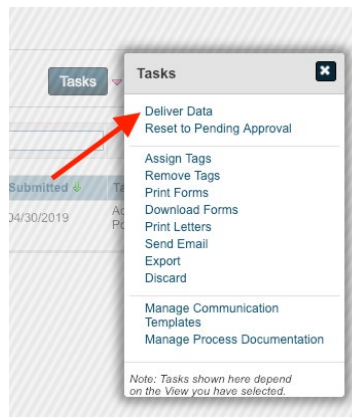 Tasks
Tasks
Deliver Data
Reset to Pending Approval
Submitted
04/30/2019
Assign Tags
Remove Tags
Print Forms
Download Forms
Print Letters
Send Email
Export
Discard
Manage Communication
Templates
Manage Process Documentation
Note: Tasks shown here depend
on the View you have selected.